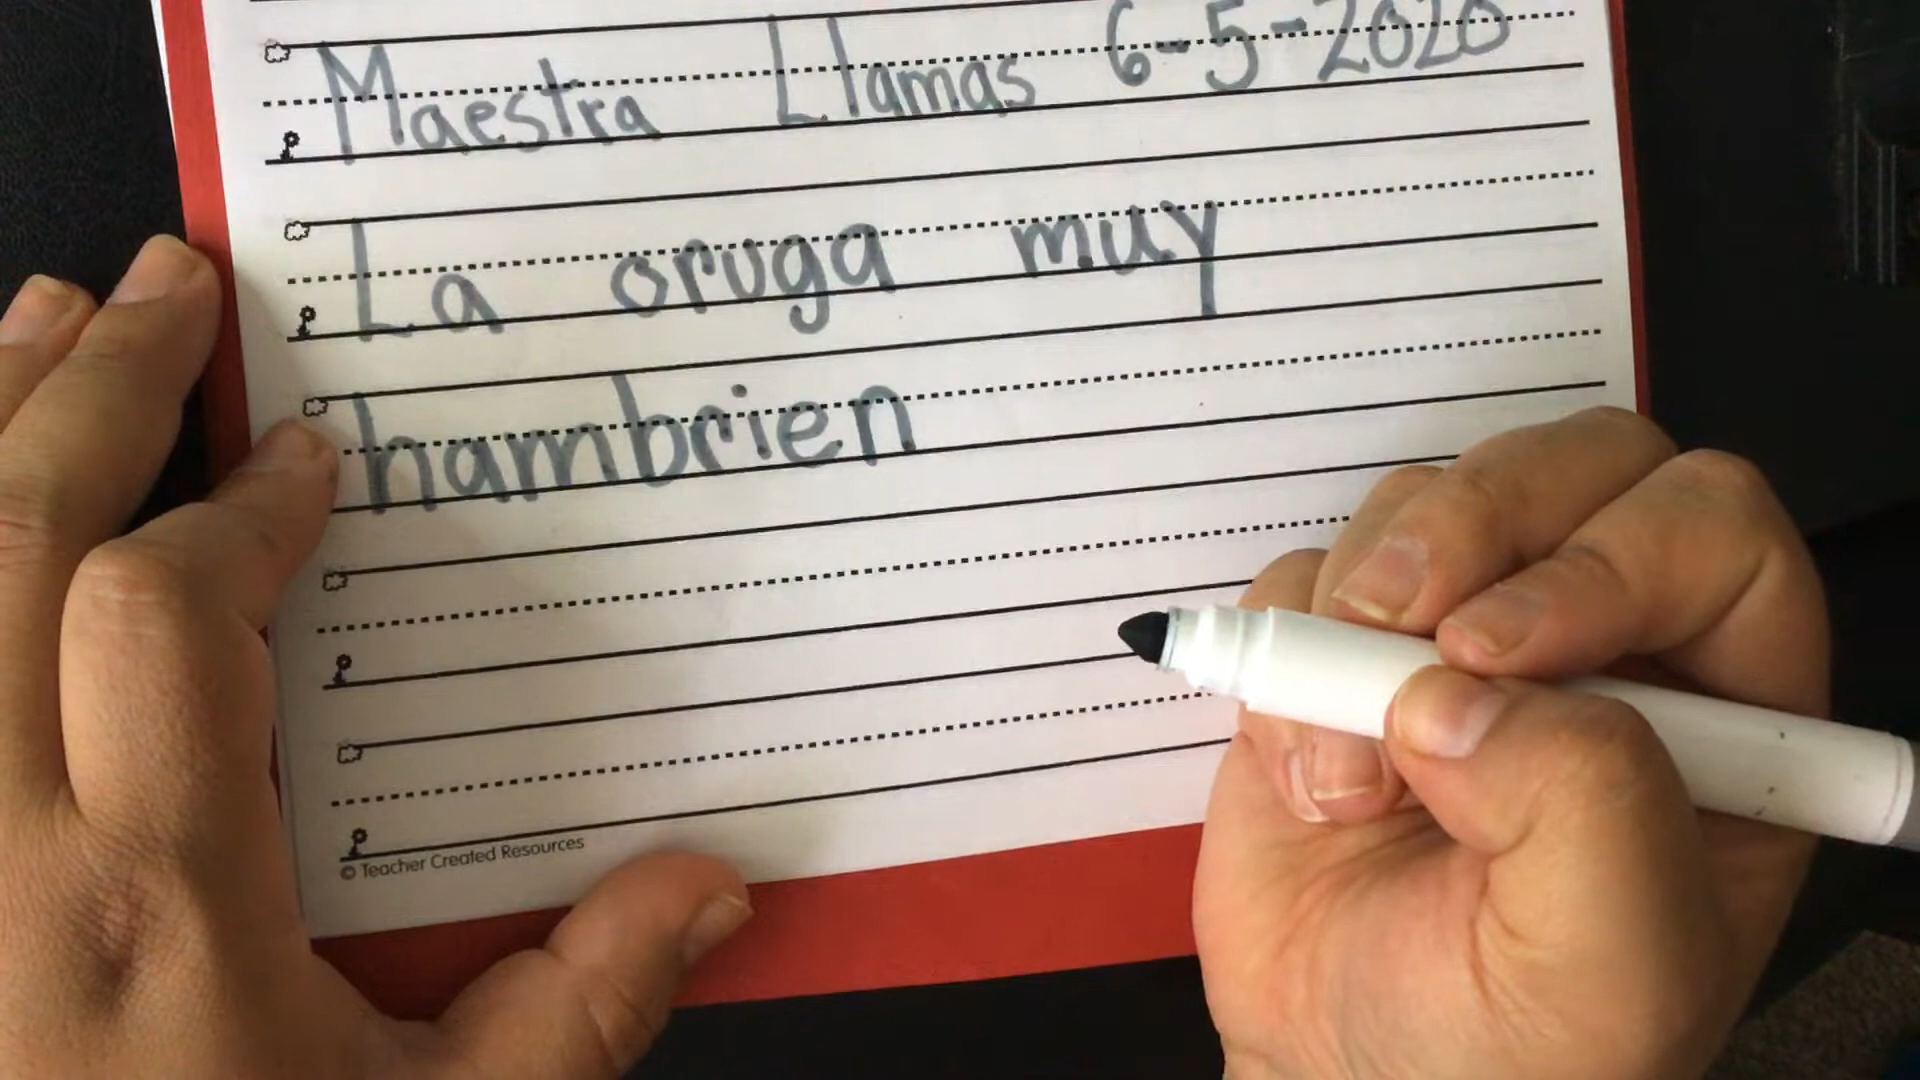 Maestra Llamas 6-5-2020
La oruga muy
hambrien
© Teacher Created Resources